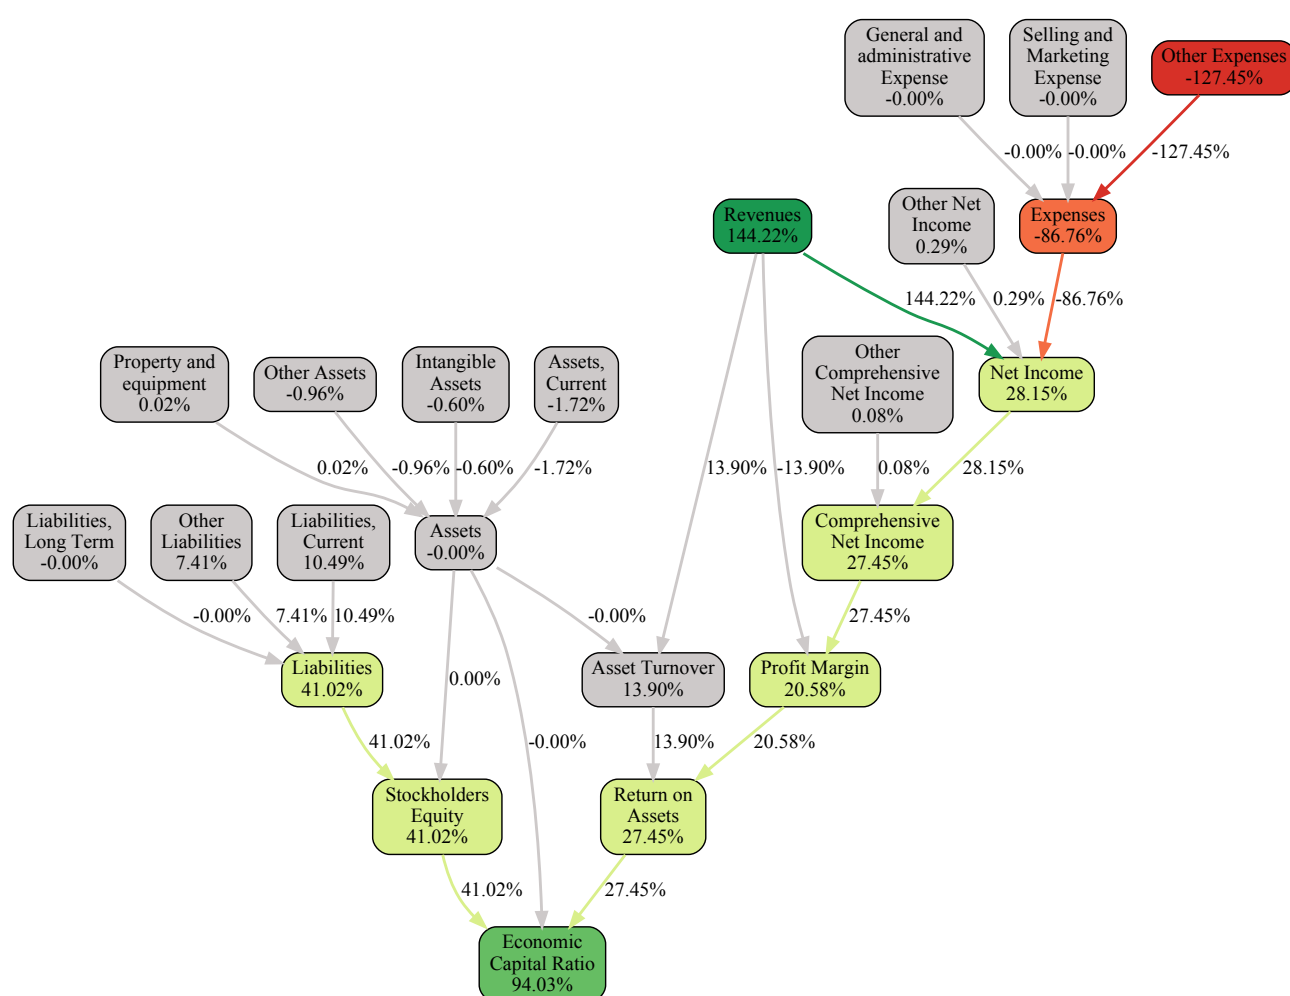 General and
administrative
Expense
-0.00%
Selling and
Marketing
Expense
-0.00%
Other Expenses
-127.45%
-0.00%
-0.00%
-127.45%
Revenues
144.22%
Other Net
Income
0.29%
Expenses
-86.76%
144.22%
0.29%
-86.76%
Property and
equipment
0.02%
Other Assets
-0.96%
Intangible
Assets
-0.60%
Assets,
Current
-1.72%
Other
Comprehensive
Net Income
0.08%
Net Income
28.15%
0.02%
-0.96%
-0.60%
-1.72%
13.90%
-13.90%
0.08%
28.15%
Liabilities,
Long Term
-0.00%
Other
Liabilities
7.41%
Liabilities,
Current
10.49%
Assets
-0.00%
Comprehensive
Net Income
27.45%
-0.00%
7.41%
10.49%
-0.00%
27.45%
Liabilities
41.02%
0.00%
Asset Turnover
13.90%
Profit Margin
20.58%
41.02%
-0.00%
13.90%
20.58%
Stockholders
Equity
41.02%
Return on
Assets
27.45%
41.02%
27.45%
Economic
Capital Ratio
94.03%